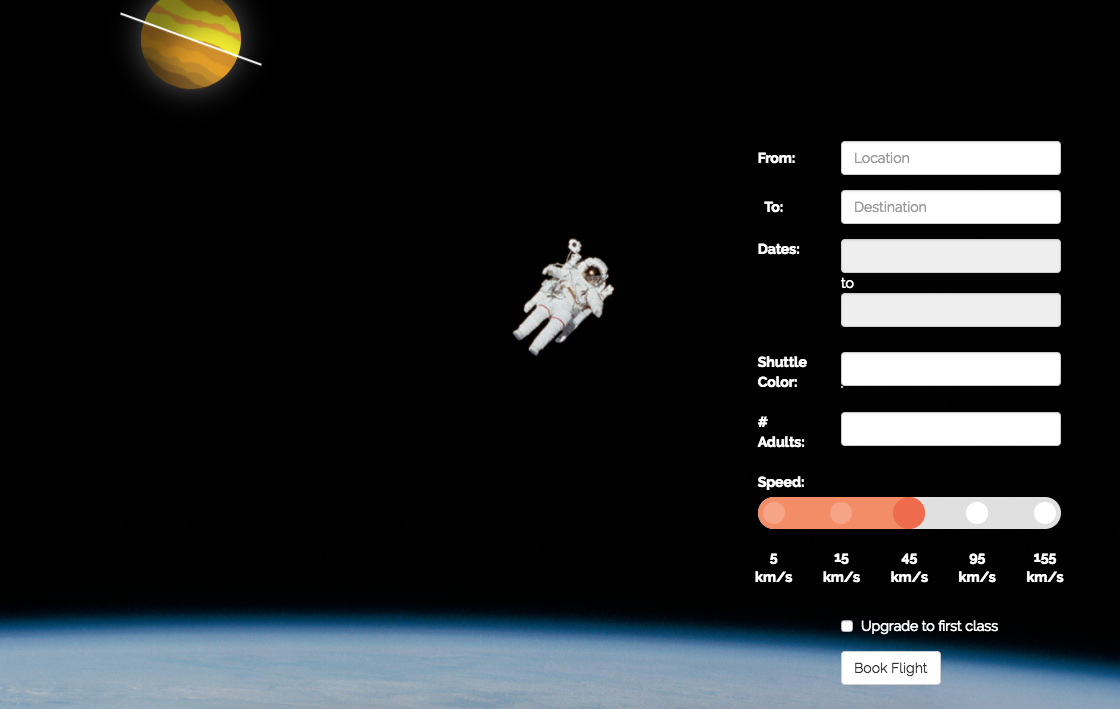 From: Location
To: Destination
Dates:
to
Shuttle
Color:
#
Adults:
Speed:
5 15 45 95 155
km/s km/s km/s km/s km/s
Upgrade to first class
Book Flight